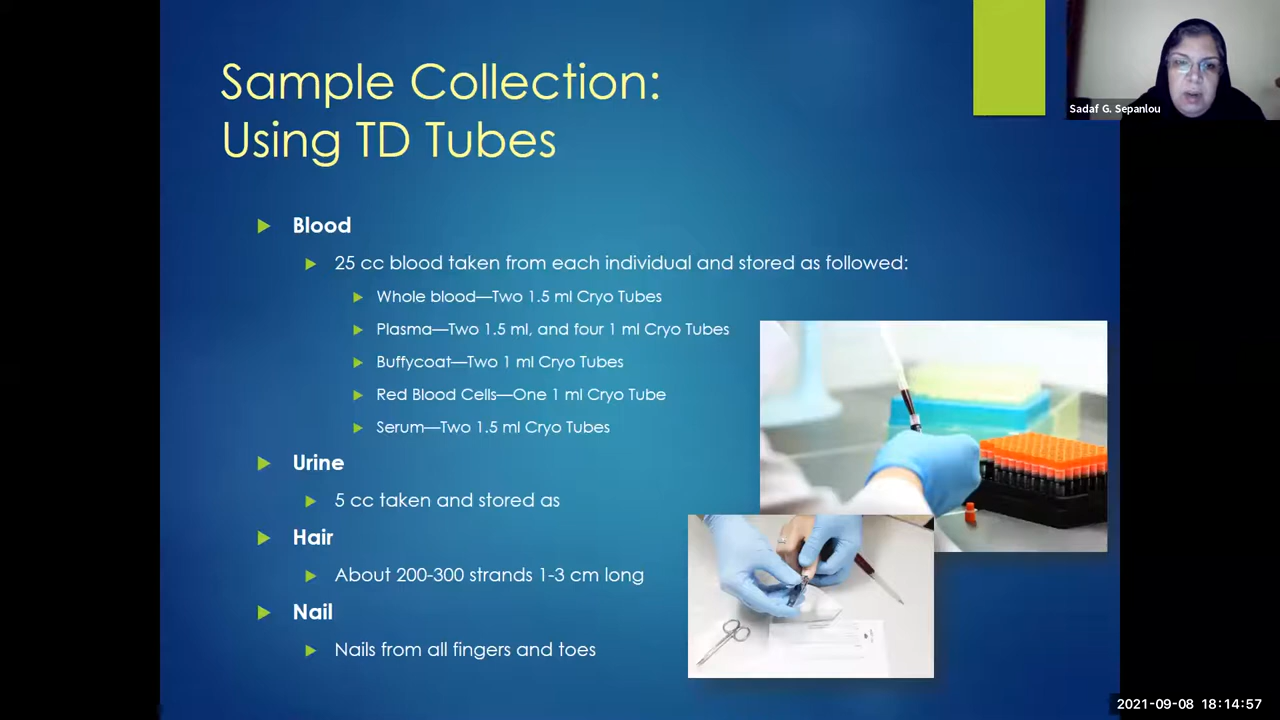 Sample Collection:
Using TD Tubes
Sadaf G. Sepanlou
Blood
25 cc blood taken from each individual and stored as followed:
Whole blood—Two 1.5 ml Cryo Tubes
Plasma—Two 1.5 ml, and four 1 ml Cryo Tubes
Buffycoat—Two 1 ml Cryo Tubes
Red Blood Cells—One 1 ml Cryo Tube
Serum—Two 1.5 ml Cryo Tubes
Urine
5 cc taken and stored as
Hair
About 200-300 strands 1-3 cm long
Nail
Nails from all fingers and toes
2021-09-08 18:14:57